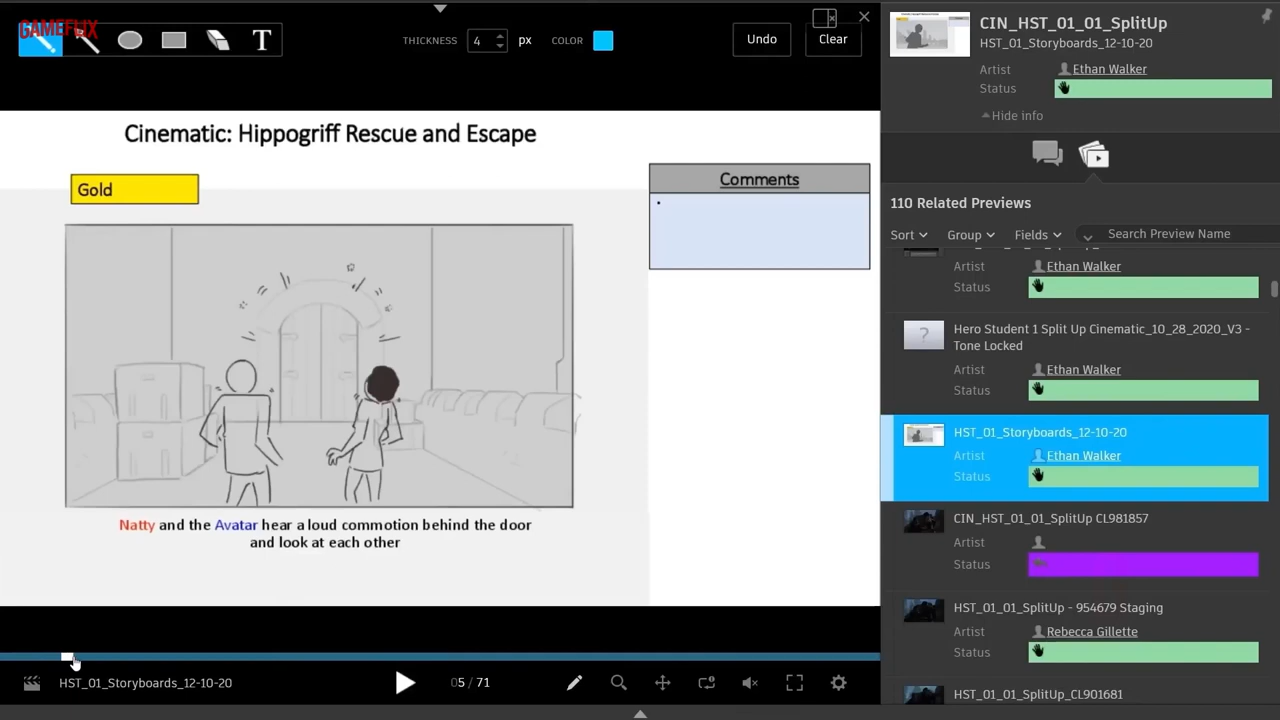 GAMEFLIX
T
THICKNESS 4 px COLOR
Undo
Clear
Cinematic: Hippogriff Rescue and Escape
Gold
Comments
Natty and the Avatar hear a loud commotion behind the door
and look at each other
HST_01_Storyboards_12-10-20
05 / 71
CIN_HST_01_01_SplitUp
HST_01_Storyboards_12-10-20
Artist Ethan Walker
Status
Hide info
110 Related Previews
Sort Group Fields Search Preview Name
Artist Ethan Walker
Status
Hero Student 1 Split Up Cinematic_10_28_2020_V3 -
Tone Locked
Artist Ethan Walker
Status
HST_01_Storyboards_12-10-20
Artist Ethan Walker
Status
CIN_HST_01_01_SplitUp CL981857
Artist
Status
HST_01_01_SplitUp - 954679 Staging
Artist Rebecca Gillette
Status
HST_01_01_SplitUp_CL901681